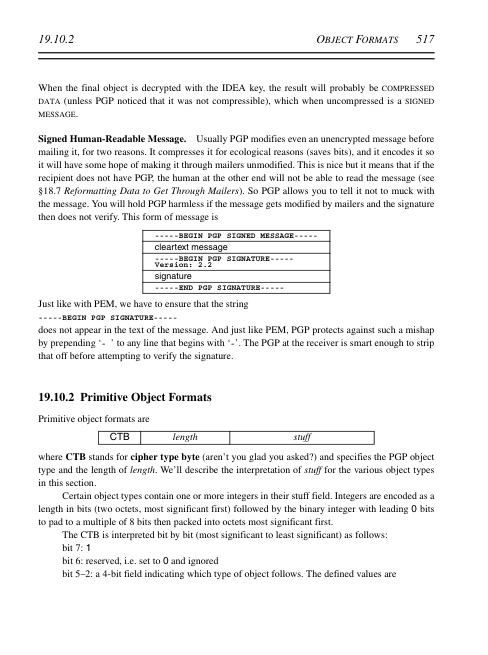 19.10.2 OBJECT FORMATS 517
When the final object is decrypted with the IDEA key, the result will probably be COMPRESSED
DATA (unless PGP noticed that it was not compressible), which when uncompressed is a SIGNED
MESSAGE.
Signed Human-Readable Message. Usually PGP modifies even an unencrypted message before
mailing it, for two reasons. It compresses it for ecological reasons (saves bits), and it encodes it so
it will have some hope of making it through mailers unmodified. This is nice but it means that if the
recipient does not have PGP, the human at the other end will not be able to read the message (see
§18.7 Reformatting Data to Get Through Mailers). So PGP allows you to tell it not to muck with
the message. You will hold PGP harmless if the message gets modified by mailers and the signature
then does not verify. This form of message is
-----BEGIN PGP SIGNED MESSAGE-----
cleartext message
-----BEGIN PGP SIGNATURE-----
Version: 2.2
signature
-----END PGP SIGNATURE-----
Just like with PEM, we have to ensure that the string
-----BEGIN PGP SIGNATURE-----
does not appear in the text of the message. And just like PEM, PGP protects against such a mishap
by prepending ‘- ’ to any line that begins with ‘-’. The PGP at the receiver is smart enough to strip
that off before attempting to verify the signature.
19.10.2 Primitive Object Formats
Primitive object formats are
CTB length stuff
where CTB stands for cipher type byte (aren’t you glad you asked?) and specifies the PGP object
type and the length of length. We’ll describe the interpretation of stuff for the various object types
in this section.
Certain object types contain one or more integers in their stuff field. Integers are encoded as a
length in bits (two octets, most significant first) followed by the binary integer with leading 0 bits
to pad to a multiple of 8 bits then packed into octets most significant first.
The CTB is interpreted bit by bit (most significant to least significant) as follows:
bit 7: 1
bit 6: reserved, i.e. set to 0 and ignored
bit 5–2: a 4-bit field indicating which type of object follows. The defined values are